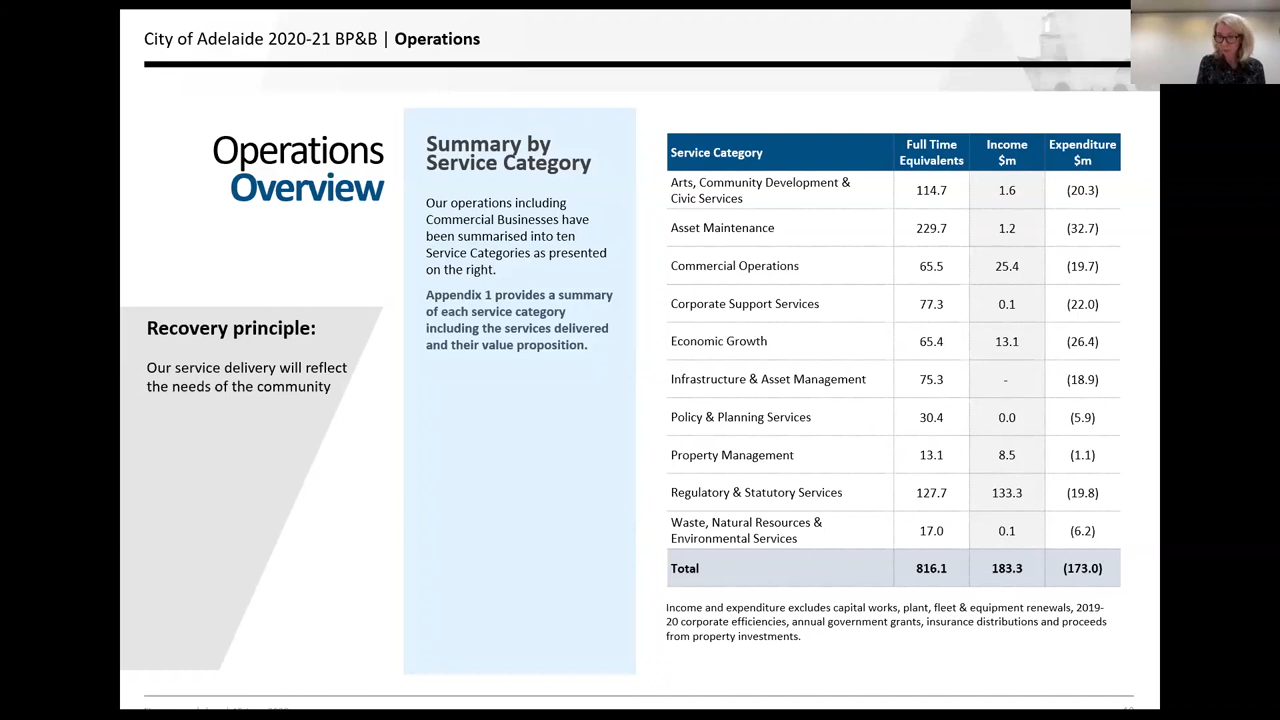 City of Adelaide 2020-21 BP&B | Operations
Operations
Overview
Recovery principle:
Our service delivery will reflect
the needs of the community
Summary by
Service Category
Our operations including
Commercial Businesses have
been summarised into ten
Service Categories as presented
on the right.
Appendix 1 provides a summary
of each service category
including the services delivered
and their value proposition.
Service Category Full Time Equivalents Income $m Expenditure $m
Arts, Community Development &
Civic Services 114.7 1.6 (20.3)
Asset Maintenance 229.7 1.2 (32.7)
Commercial Operations 65.5 25.4 (19.7)
Corporate Support Services 77.3 0.1 (22.0)
Economic Growth 65.4 13.1 (26.4)
Infrastructure & Asset Management 75.3 - (18.9)
Policy & Planning Services 30.4 0.0 (5.9)
Property Management 13.1 8.5 (1.1)
Regulatory & Statutory Services 127.7 133.3 (19.8)
Waste, Natural Resources &
Environmental Services 17.0 0.1 (6.2)
Total 816.1 183.3 (173.0)
Income and expenditure excludes capital works, plant, fleet & equipment renewals, 2019-
20 corporate efficiencies, annual government grants, insurance distributions and proceeds
from property investments.